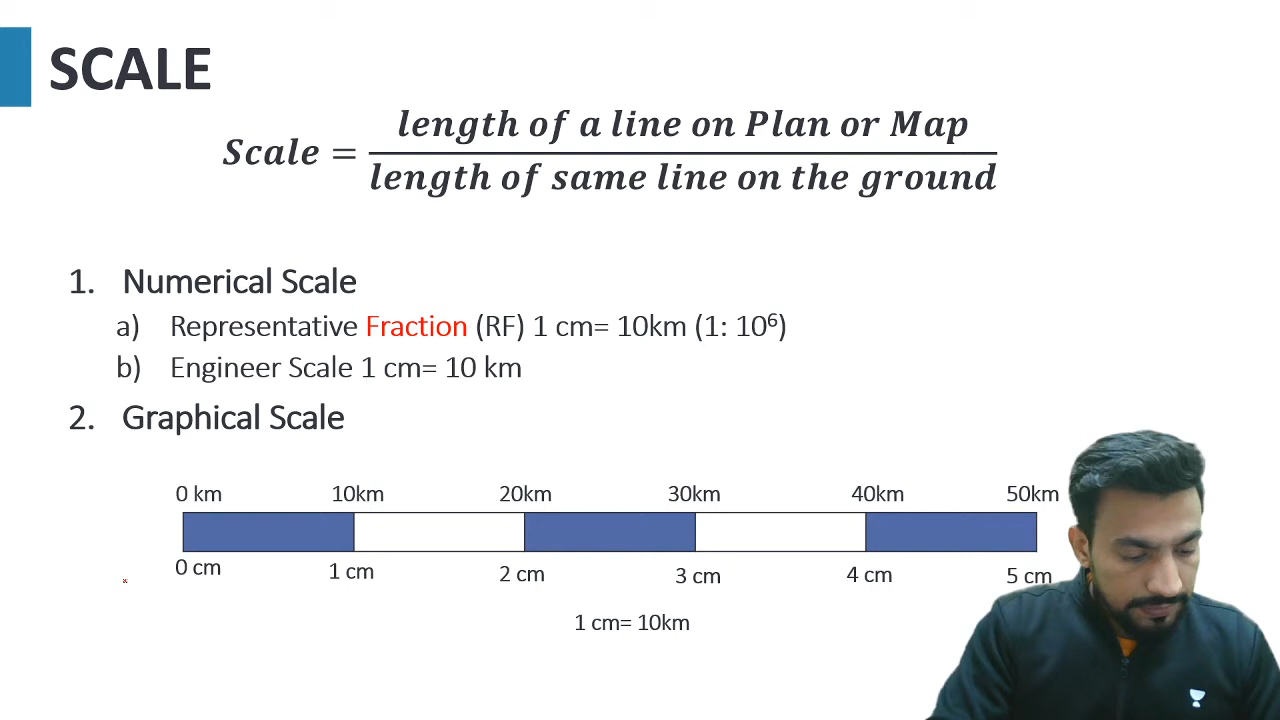 SCALE
Scale = length of a line on Plan or Map / length of same line on the ground
1. Numerical Scale
a) Representative Fraction (RF) 1 cm= 10km (1: 10⁶)
b) Engineer Scale 1 cm= 10 km
2. Graphical Scale
0 km 10km 20km 30km 40km 50km
0 cm 1 cm 2 cm 3 cm 4 cm 5 cm
1 cm= 10km